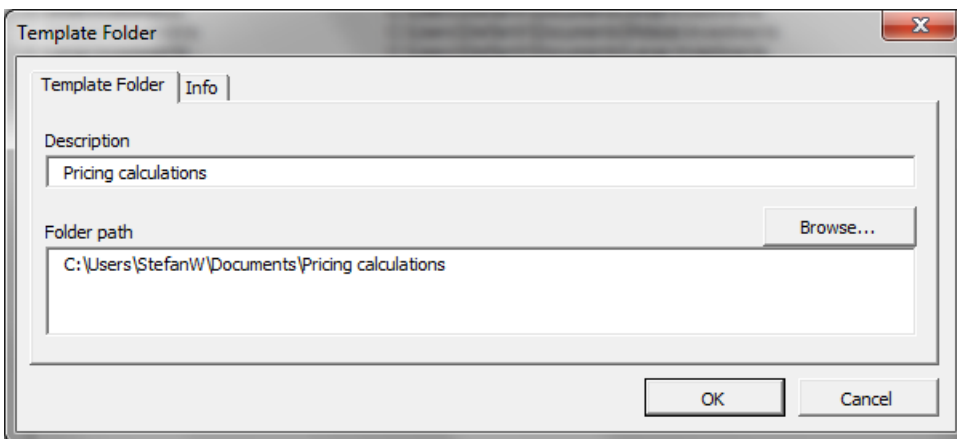 Template Folder
Template Folder
Info
Description
Pricing calculations
Browse...
Folder path
C:\Users\StefanW\Documents\Pricing calculations
OK
Cancel